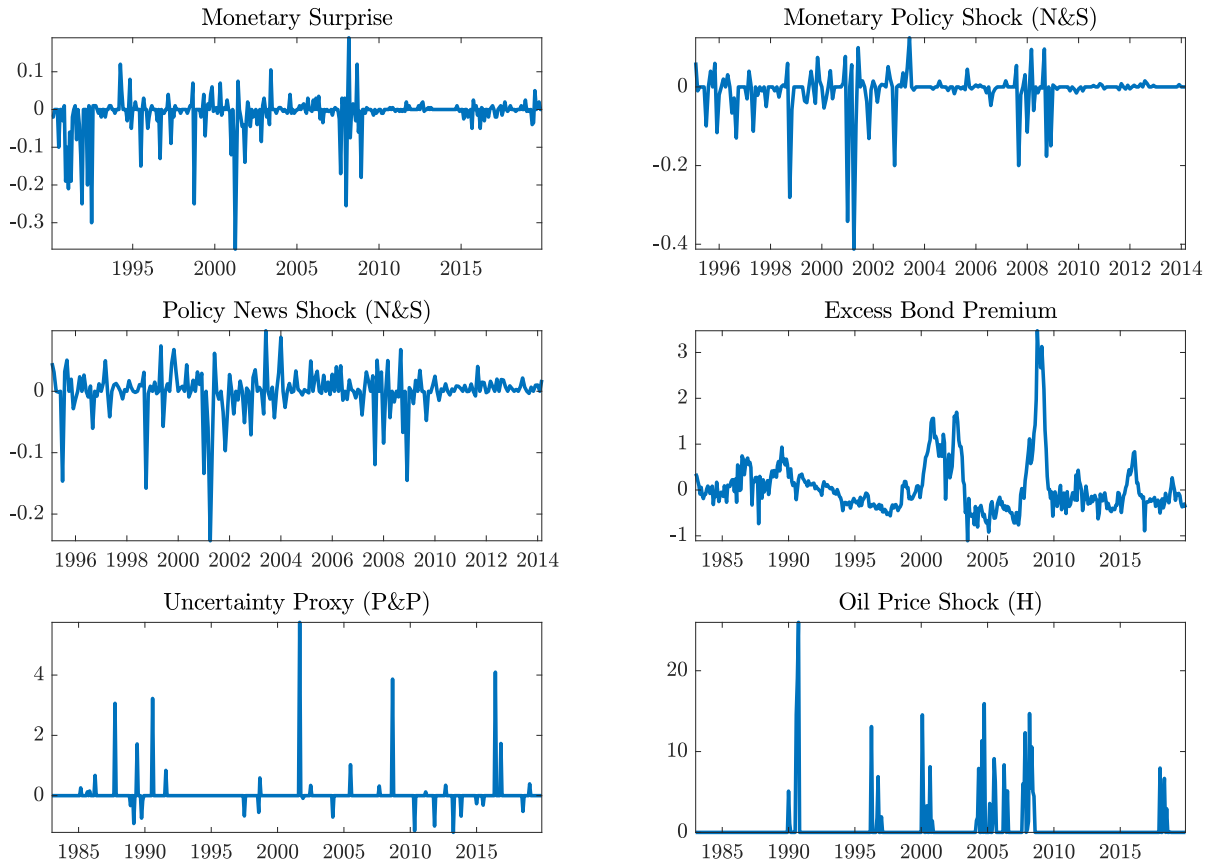 Monetary Surprise
0.1
0
-0.1
-0.2
-0.3
1995 2000 2005 2010 2015
Monetary Policy Shock (N&S)
0
-0.2
-0.4
1996 1998 2000 2002 2004 2006 2008 2010 2012 2014
Policy News Shock (N&S)
0
-0.1
-0.2
1996 1998 2000 2002 2004 2006 2008 2010 2012 2014
Excess Bond Premium
3
2
1
0
-1
1985 1990 1995 2000 2005 2010 2015
Uncertainty Proxy (P&P)
4
2
0
1985 1990 1995 2000 2005 2010 2015
Oil Price Shock (H)
20
10
0
1985 1990 1995 2000 2005 2010 2015